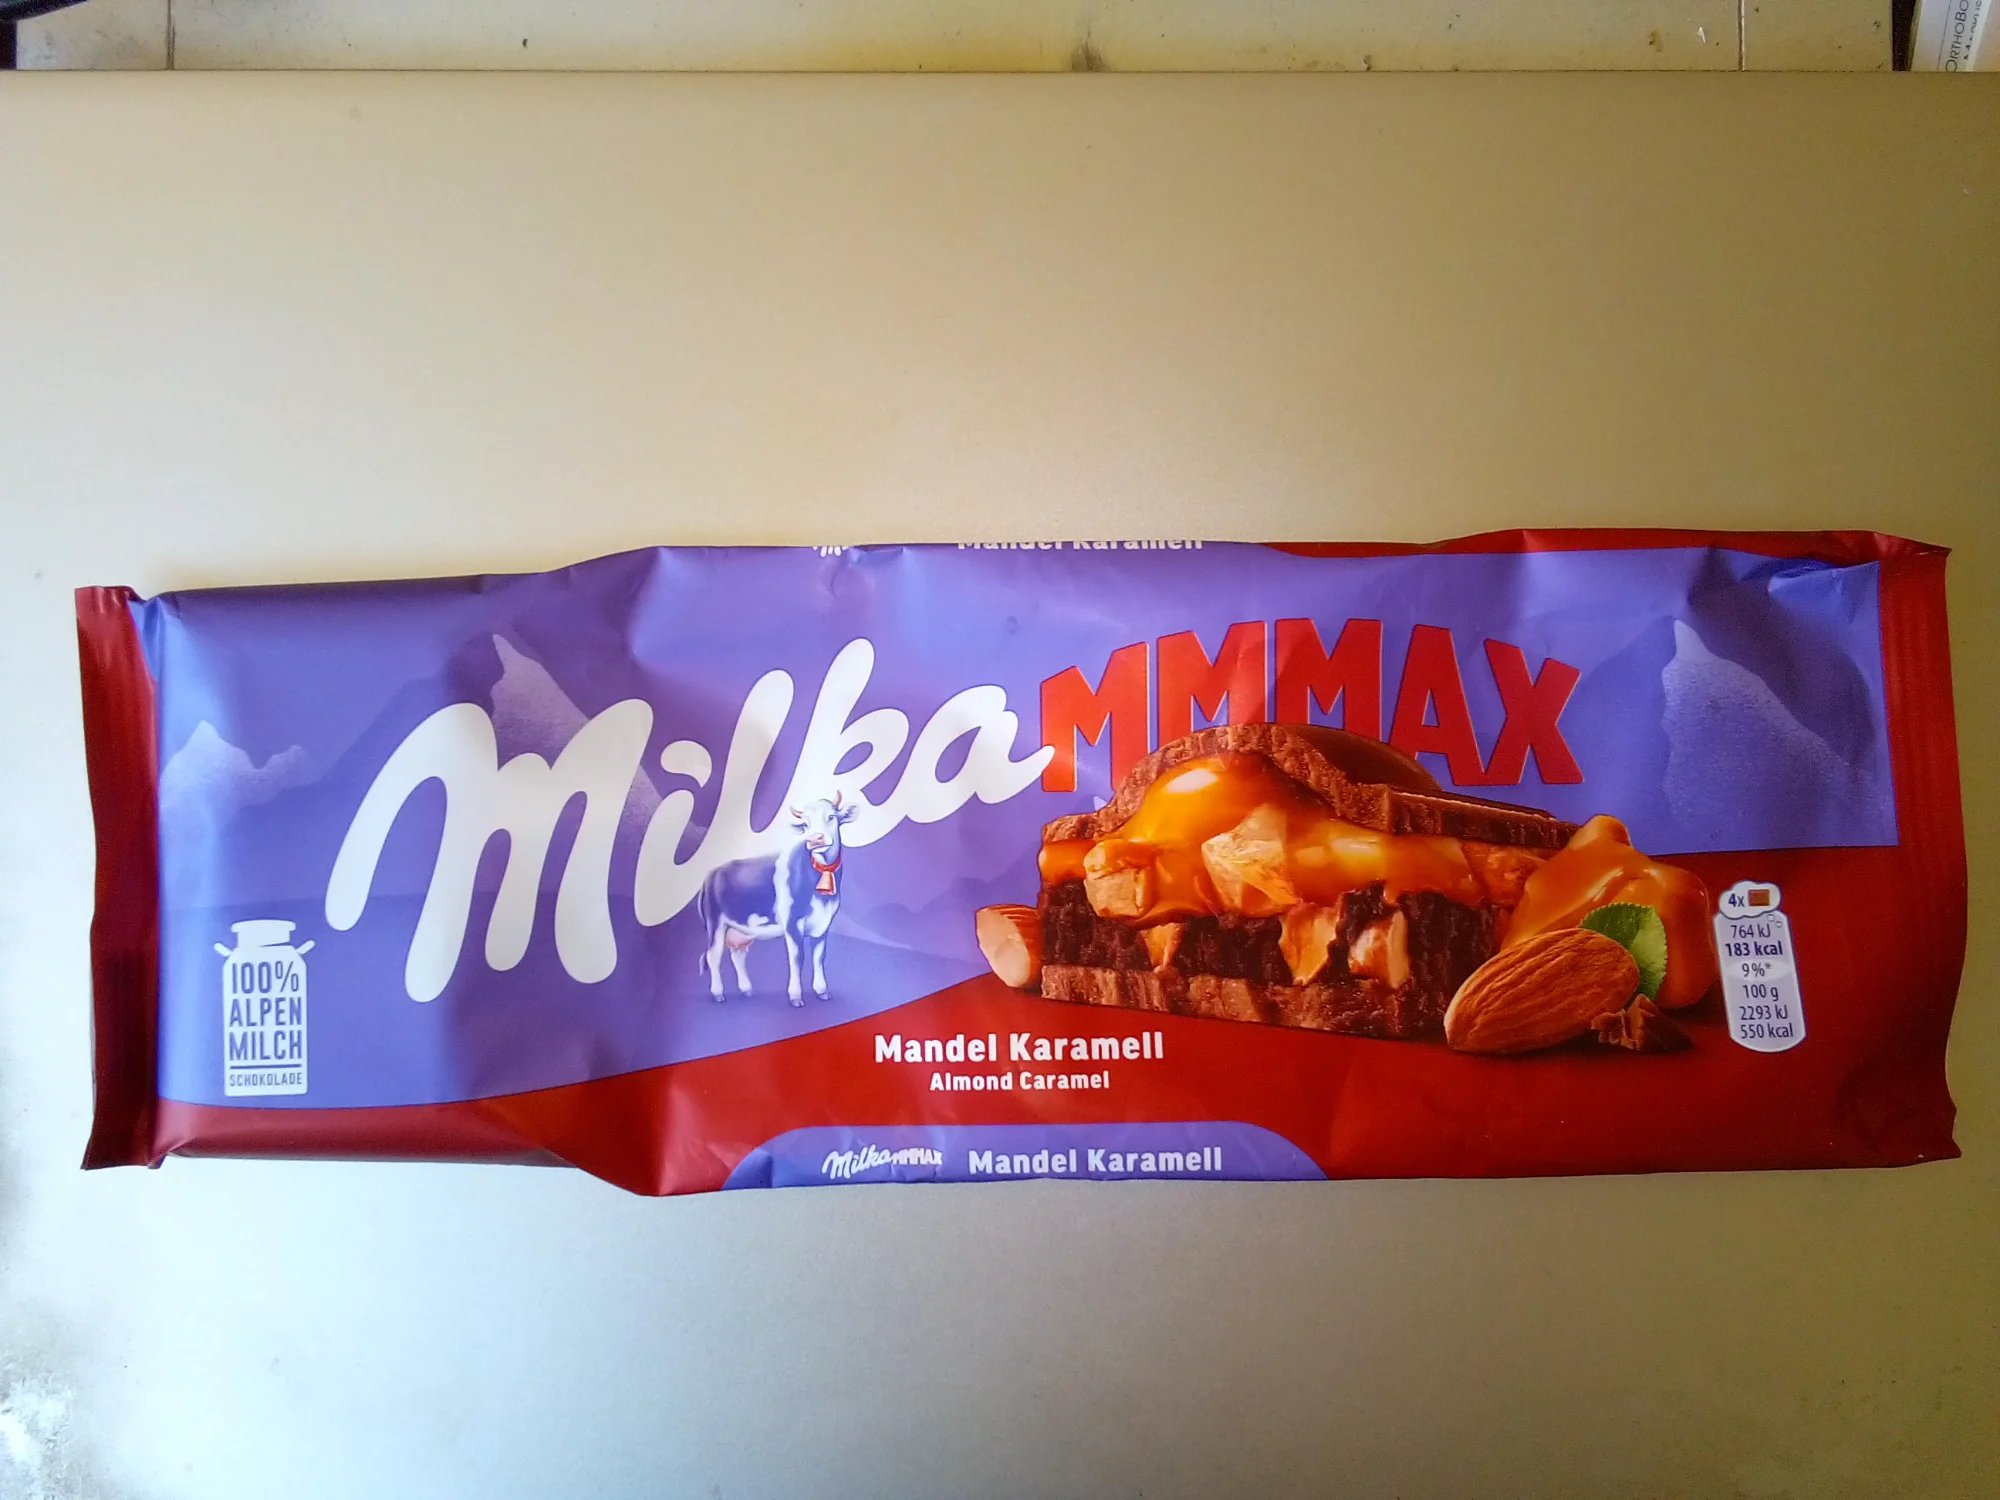 ORTHOBO
Mandel Karamell
Milka MMMAX
100%
ALPEN
MILCH
SCHOKOLADE
Mandel Karamell
Almond Caramel
4x
764 kJ
183 kcal
9%*
100 g
2293 kJ
550 kcal
Milka MMMAX Mandel Karamell